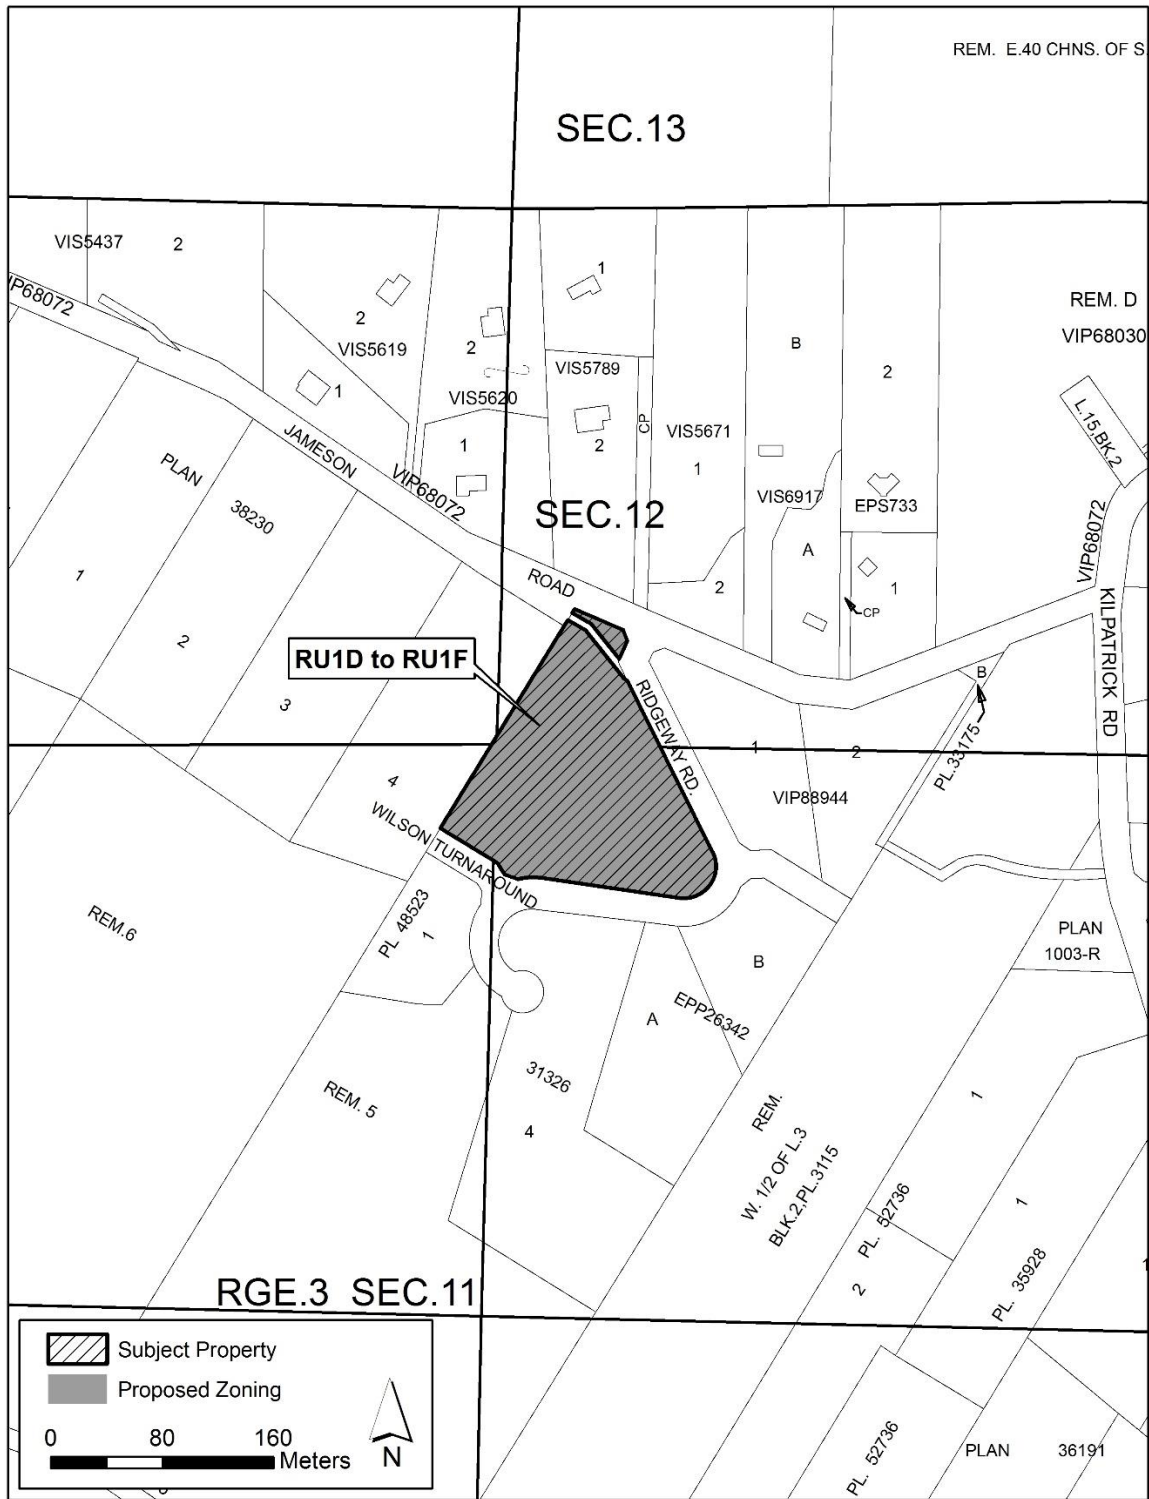 REM. E.40 CHNS. OF S.
SEC.13
VIS5437
2
1
VIP68072
REM. D
2
VIP68030
VIS5619
2
B
VIS5620
VIS5789
2
1
L.15,BK.2
CP
VIS5671
JAMESON
1
2
1
PLAN
VIP68072
VIS6917
EPS733
38230
SEC.12
VIP68072
A
1
ROAD
2
1
CP
KILPATRICK RD
2
RU1D to RU1F
B
3
RIDGEWAY RD.
1
2
PL.33175
4
VIP88944
WILSON TURNAROUND
REM.6
PL 48523
1
PLAN
1003-R
B
EPP26342
A
31326
REM. 5
4
REM.
W. 1/2 OF L.3
BLK.2,PL.3115
1
PL. 52736
2
1
PL. 35928
1
RGE.3 SEC.11
Subject Property
Proposed Zoning
0 80 160
Meters
N
PL. 52736
PLAN 36191